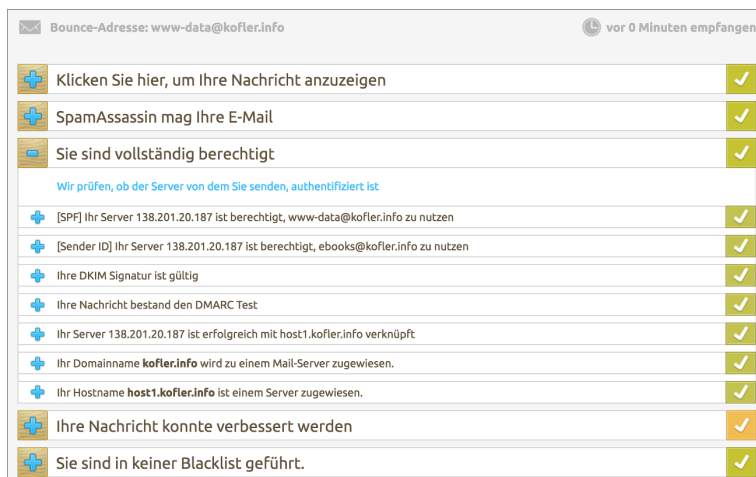 Bounce-Adresse: www-data@kofler.info
vor 0 Minuten empfangen
Klicken Sie hier, um Ihre Nachricht anzuzeigen
SpamAssassin mag Ihre E-Mail
Sie sind vollständig berechtigt
Wir prüfen, ob der Server von dem Sie senden, authentifiziert ist
[SPF] Ihr Server 138.201.20.187 ist berechtigt, www-data@kofler.info zu nutzen
[Sender ID] Ihr Server 138.201.20.187 ist berechtigt, ebooks@kofler.info zu nutzen
Ihre DKIM Signatur ist gültig
Ihre Nachricht bestand den DMARC Test
Ihr Server 138.201.20.187 ist erfolgreich mit host1.kofler.info verknüpft
Ihr Domainname kofler.info wird zu einem Mail-Server zugewiesen.
Ihr Hostname host1.kofler.info ist einem Server zugewiesen.
Ihre Nachricht konnte verbessert werden
Sie sind in keiner Blacklist geführt.